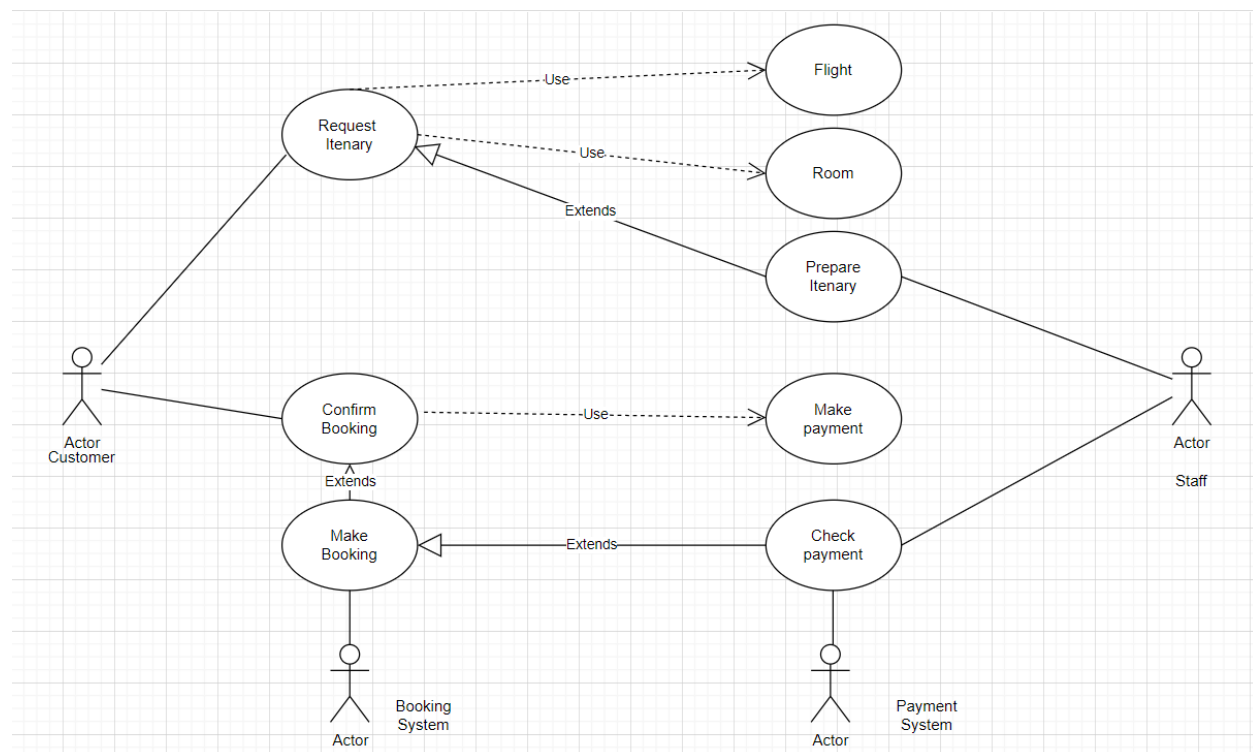 Flight
Use
Request
Itenary
Use
Room
Extends
Prepare
Itenary
Actor
Customer
Confirm
Booking
Use
Make
payment
Actor
Staff
Extends
Make
Booking
Extends
Check
payment
Booking
System
Actor
Payment
System
Actor